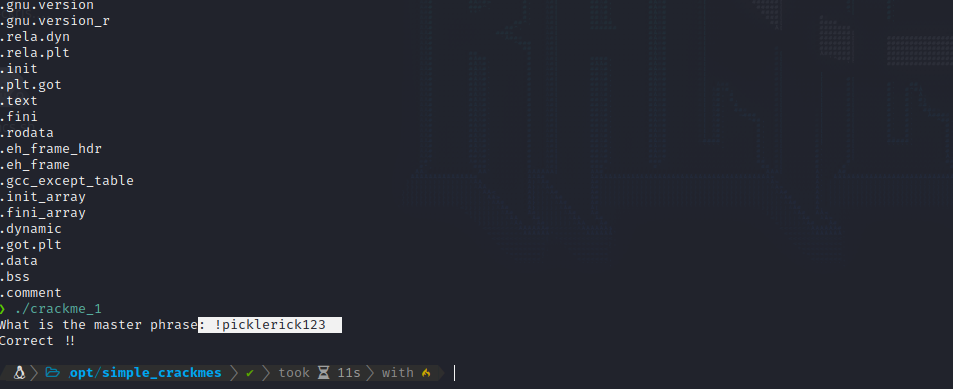 .gnu.version
.gnu.version_r
.rela.dyn
.rela.plt
.init
.plt.got
.text
.fini
.rodata
.eh_frame_hdr
.eh_frame
.gcc_except_table
.init_array
.fini_array
.dynamic
.got.plt
.data
.bss
.comment
❯ ./crackme_1
What is the master phrase: !picklerick123
Correct !!
opt/simple_crackmes ✔ took ⌛ 11s with 🔥